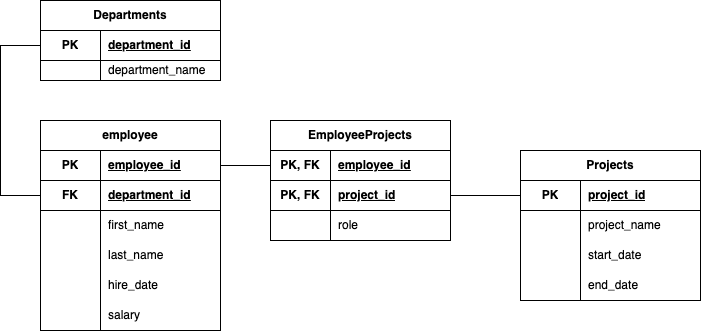 Departments
PK department_id
department_name
employee
PK employee_id
FK department_id
first_name
last_name
hire_date
salary
EmployeeProjects
PK, FK employee_id
PK, FK project_id
role
Projects
PK project_id
project_name
start_date
end_date